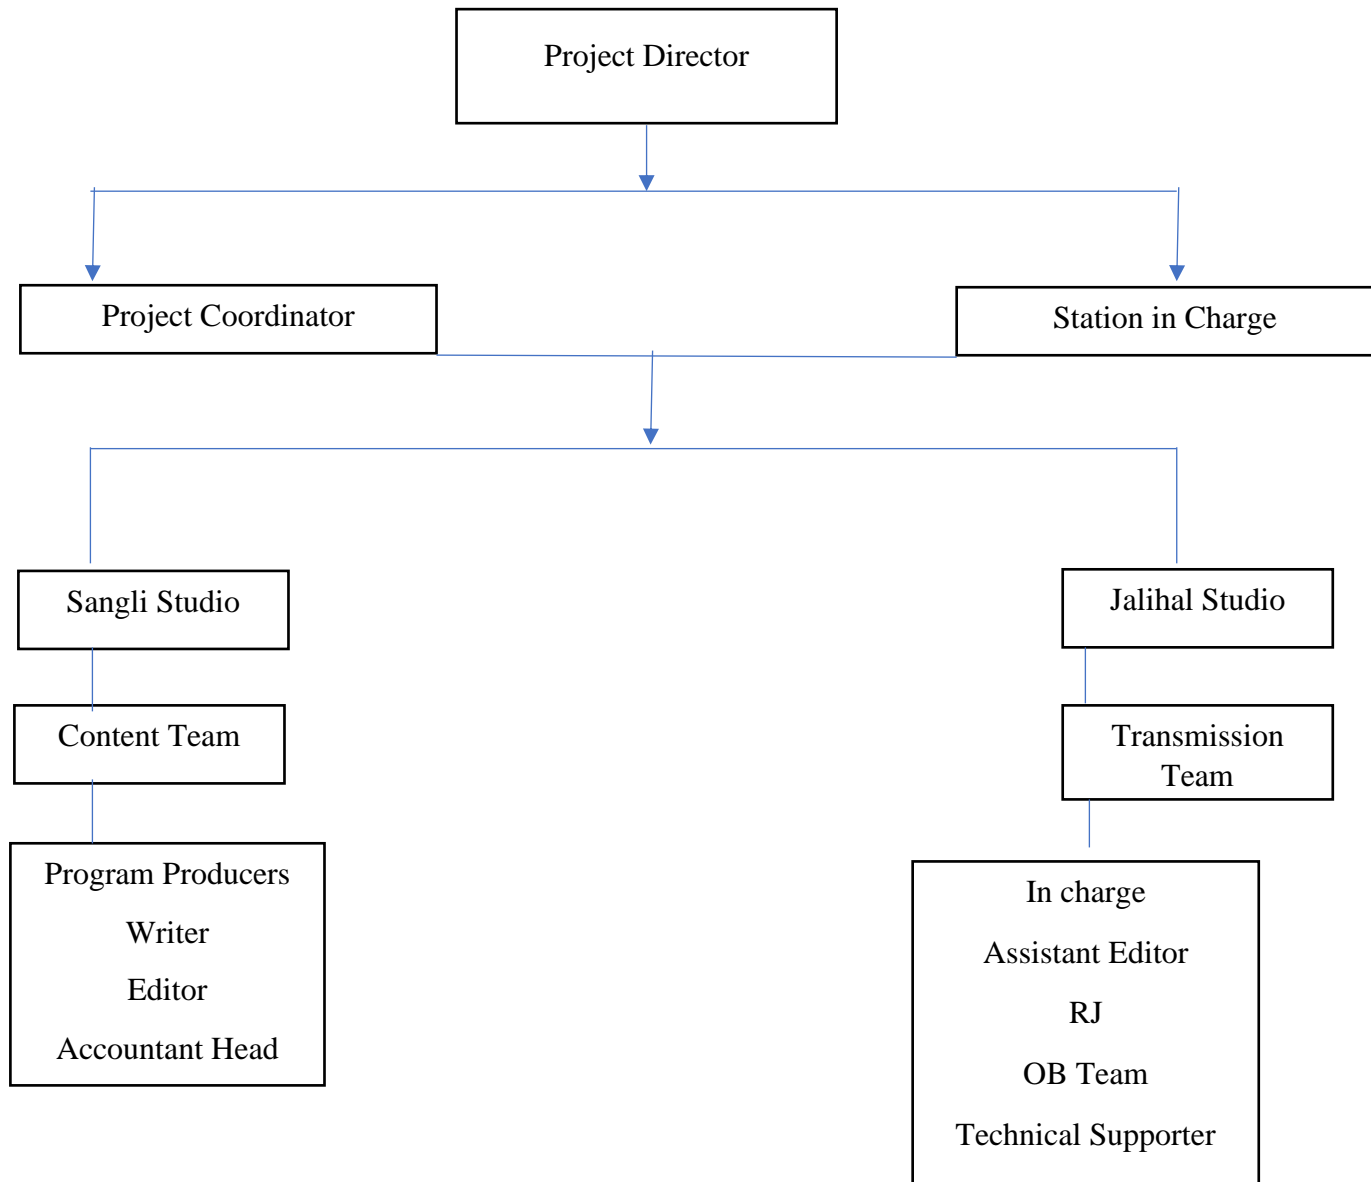 Project Director
Project Coordinator
Station in Charge
Sangli Studio
Jalihal Studio
Content Team
Transmission
Team
Program Producers
Writer
Editor
Accountant Head
In charge
Assistant Editor
RJ
OB Team
Technical Supporter